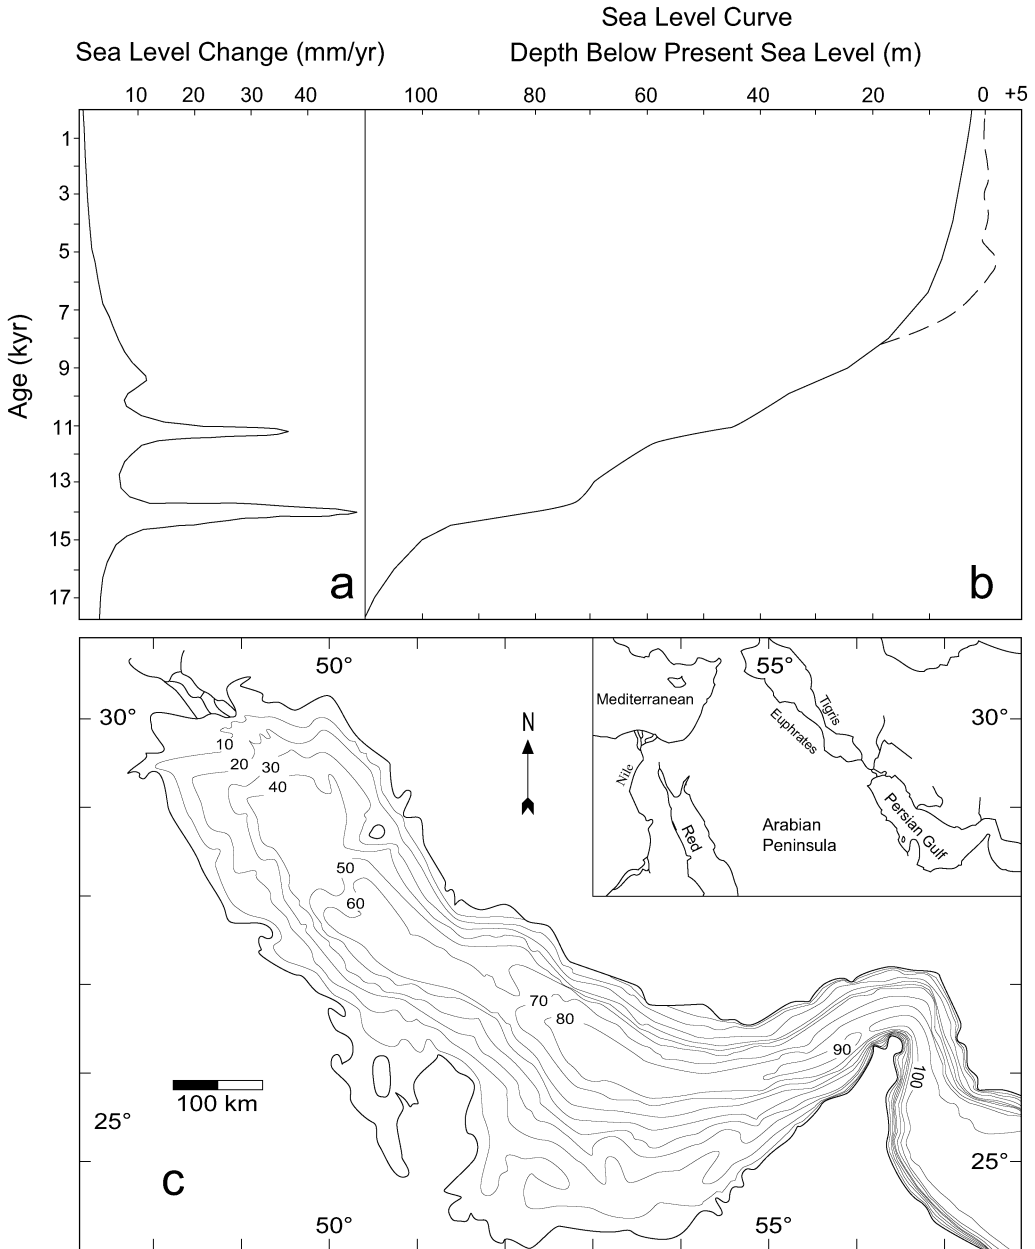 Sea Level Curve
Sea Level Change (mm/yr)
Depth Below Present Sea Level (m)
10 20 30 40
100 80 60 40 20 0 +5
Age (kyr)
1
3
5
7
9
11
13
15
17
a
b
50°
55°
30°
30°
N
Mediterranean
Tigris
Euphrates
Nile
Red
Arabian
Peninsula
Persian Gulf
10
20
30
40
50
60
70
80
90
100
100 km
25°
25°
c
50°
55°